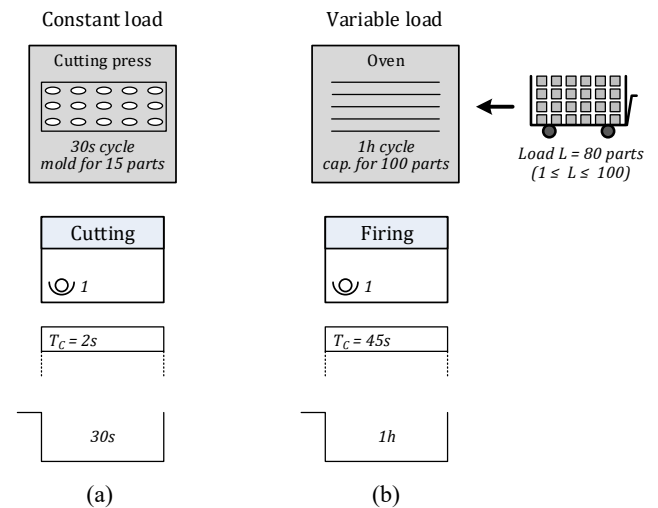 Constant load
Cutting press
30s cycle
mold for 15 parts
Cutting
1
T_C = 2s
30s
(a)
Variable load
Oven
1h cycle
cap. for 100 parts
Load L = 80 parts
(1 ≤ L ≤ 100)
Firing
1
T_C = 45s
1h
(b)